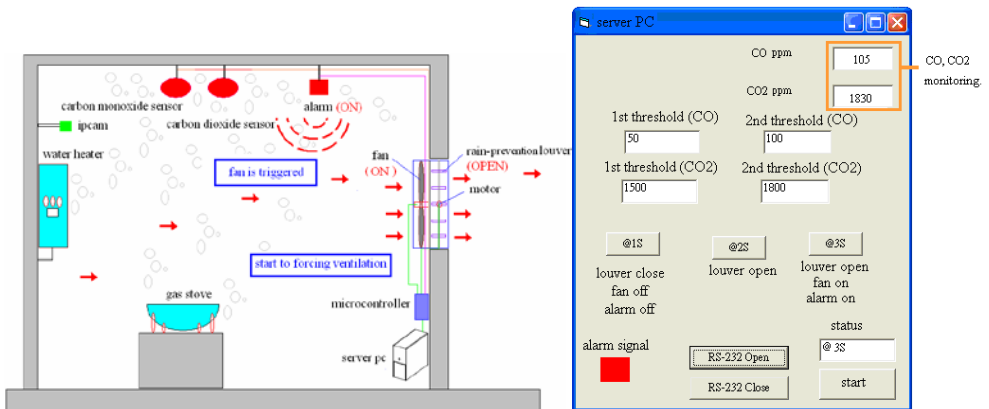 carbon monoxide sensor
alarm (ON)
ipcam
carbon dioxide sensor
water heater
fan
(ON)
rain-prevention louver
(OPEN)
fan is triggered
motor
start to forcing ventilation
gas stove
microcontroller
server pc
server PC
CO ppm
105
CO, CO2
monitoring.
CO2 ppm
1830
1st threshold (CO)
2nd threshold (CO)
50
100
1st threshold (CO2)
2nd threshold (CO2)
1500
1800
@1S
@2S
@3S
louver close
fan off
alarm off
louver open
louver open
fan on
alarm on
status
alarm signal
@ 3S
RS-232 Open
RS-232 Close
start